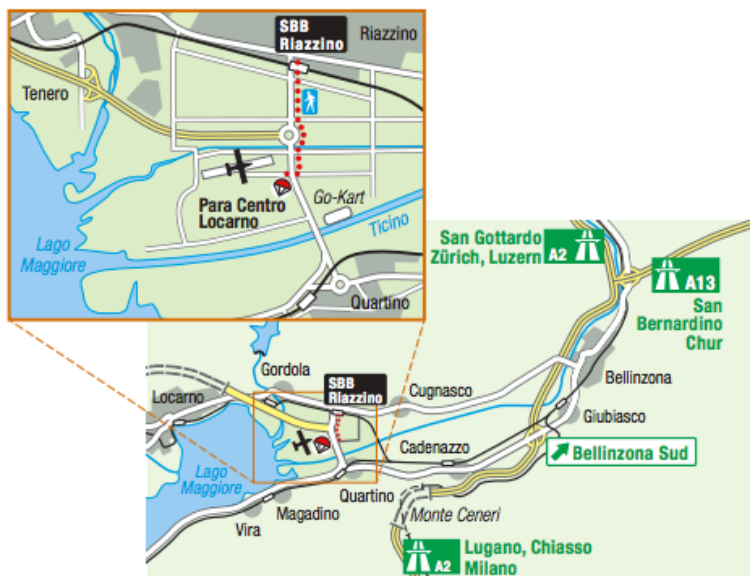 SBB
Riazzino
Riazzino
Tenero
Para Centro
Locarno
Go-Kart
Ticino
Lago
Maggiore
Quartino
San Gottardo
Zürich, Luzern
A2
A13
San
Bernardino
Chur
Gordola
SBB
Riazzino
Cugnasco
Bellinzona
Locarno
Giubiasco
Cadenazzo
Bellinzona Sud
Lago
Maggiore
Quartino
Magadino
Vira
Monte Ceneri
A2
Lugano, Chiasso
Milano